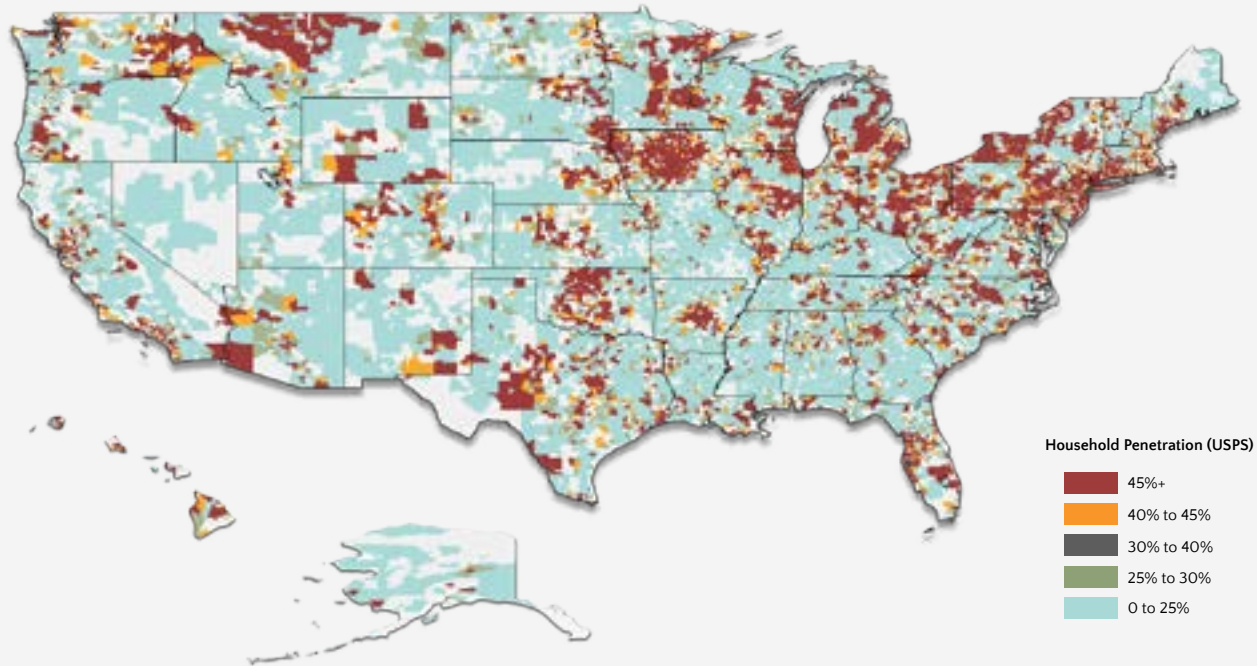 Household Penetration (USPS)
45%+
40% to 45%
30% to 40%
25% to 30%
0 to 25%